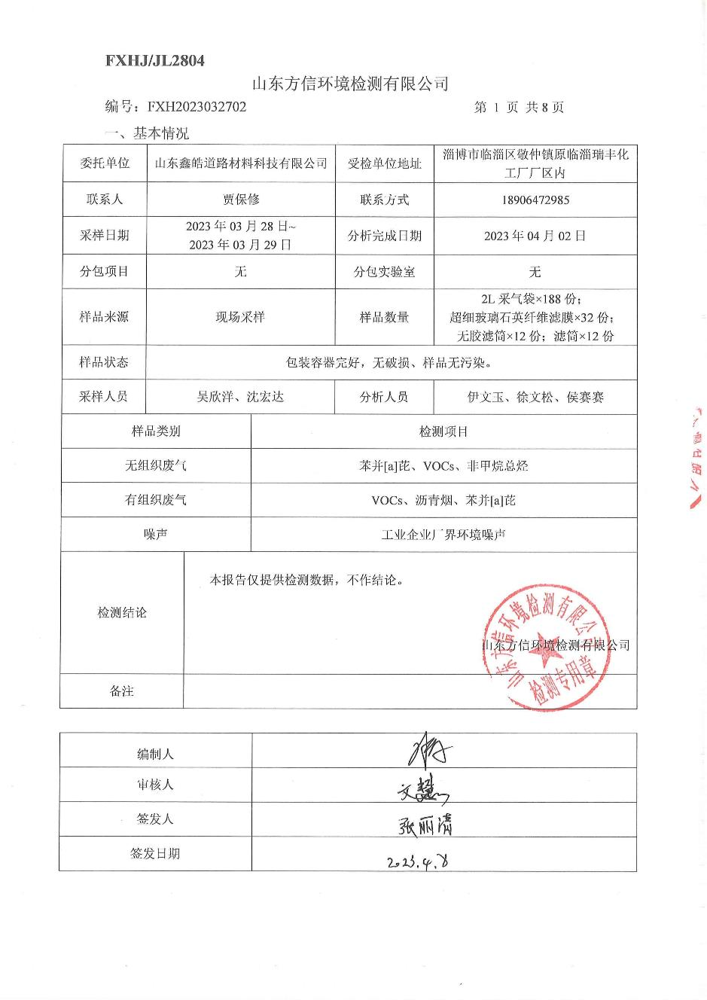 FXHJ/JL2804
山东方信环境检测有限公司
编号：FXH2023032702 第 1 页 共 8 页
一、基本情况
委托单位 山东鑫皓道路材料科技有限公司 受检单位地址 淄博市临淄区敬仲镇原临淄瑞丰化
工厂厂区内
联系人 贾保修 联系方式 18906472985
采样日期 2023 年 03 月 28 日~
2023 年 03 月 29 日 分析完成日期 2023 年 04 月 02 日
分包项目 无 分包实验室 无
样品来源 现场采样 样品数量 2L 采气袋×188 份；
超细玻璃石英纤维滤膜×32 份；
无胶滤筒×12 份；滤筒×12 份
样品状态 包装容器完好，无破损、样品无污染。
采样人员 吴欣洋、沈宏达 分析人员 伊文玉、徐文松、侯赛赛
样品类别 检测项目
无组织废气 苯并[a]芘、VOCs、非甲烷总烃
有组织废气 VOCs、沥青烟、苯并[a]芘
噪声 工业企业厂界环境噪声
检测结论 本报告仅提供检测数据，不作结论。
山东方信环境检测有限公司
山东方信环境检测有限公司
检测专用章
备注
编制人
审核人 文慧
签发人 张丽清
签发日期 2023.4.8